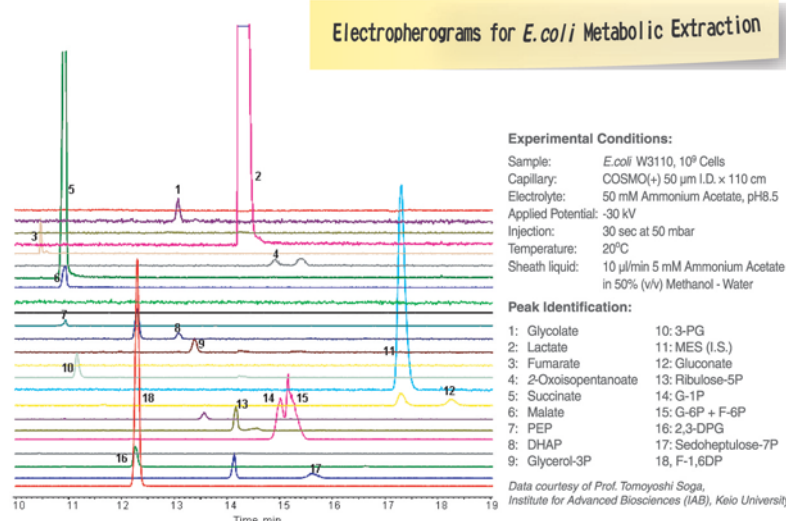 Electropherograms for E.coli Metabolic Extraction
Experimental Conditions:
Sample: E.coli W3110, 10⁹ Cells
Capillary: COSMO(+) 50 µm I.D. × 110 cm
Electrolyte: 50 mM Ammonium Acetate, pH8.5
Applied Potential: -30 kV
Injection: 30 sec at 50 mbar
Temperature: 20⁰C
Sheath liquid: 10 µl/min 5 mM Ammonium Acetate
in 50% (v/v) Methanol - Water
Peak Identification:
1: Glycolate 10: 3-PG
2: Lactate 11: MES (I.S.)
3: Fumarate 12: Gluconate
4: 2-Oxoisopentanoate 13: Ribulose-5P
5: Succinate 14: G-1P
6: Malate 15: G-6P + F-6P
7: PEP 16: 2,3-DPG
8: DHAP 17: Sedoheptulose-7P
9: Glycerol-3P 18, F-1,6DP
Data courtesy of Prof. Tomoyoshi Soga,
Institute for Advanced Biosciences (IAB), Keio University
5
1
2
3
4
6
7
8
9
11
10
12
18
14
15
13
16
17
10 11 12 13 14 15 16 17 18 19
Time, min